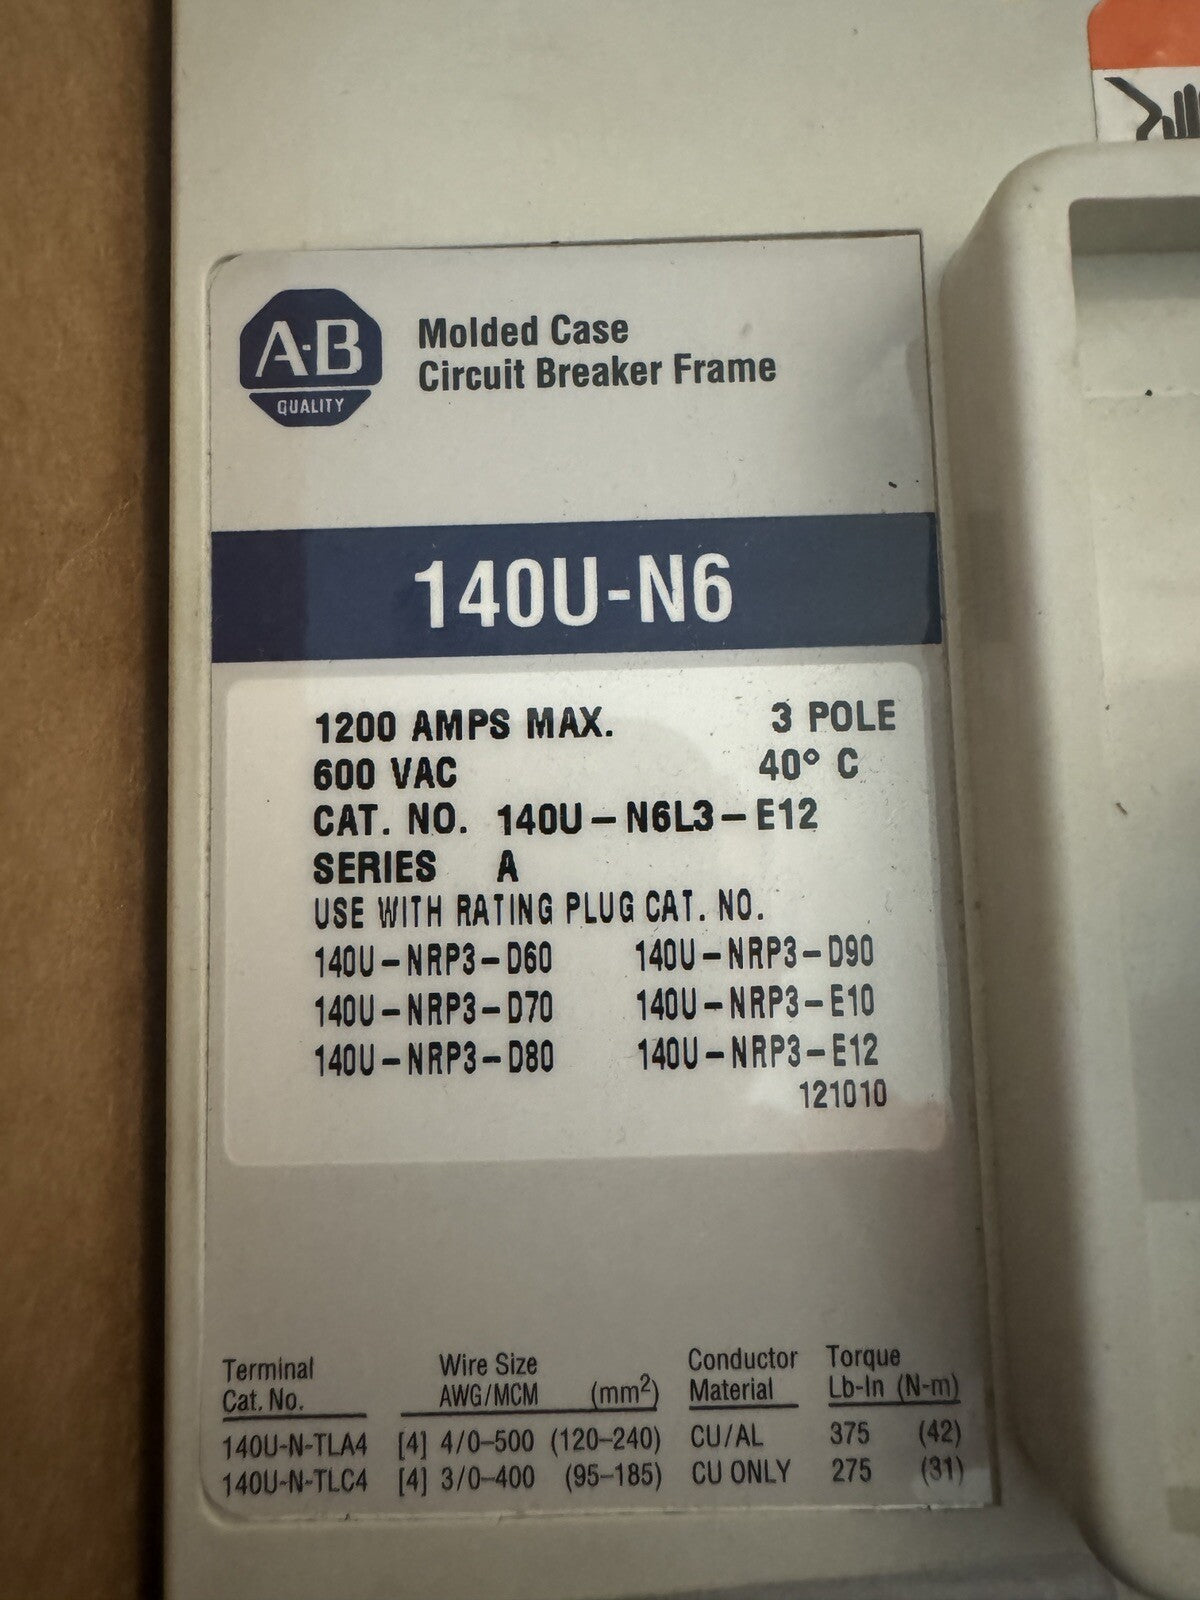 A-B
QUALITY
Molded Case
Circuit Breaker Frame
140U-N6
1200 AMPS MAX. 3 POLE
600 VAC 40° C
CAT. NO. 140U-N6L3-E12
SERIES A
USE WITH RATING PLUG CAT. NO.
140U-NRP3-D60 140U-NRP3-D90
140U-NRP3-D70 140U-NRP3-E10
140U-NRP3-D80 140U-NRP3-E12
121010
Terminal Wire Size Conductor Torque
Cat. No. AWG/MCM (mm²) Material Lb-In (N-m)
140U-N-TLA4 [4] 4/0-500 (120-240) CU/AL 375 (42)
140U-N-TLC4 [4] 3/0-400 (95-185) CU ONLY 275 (31)